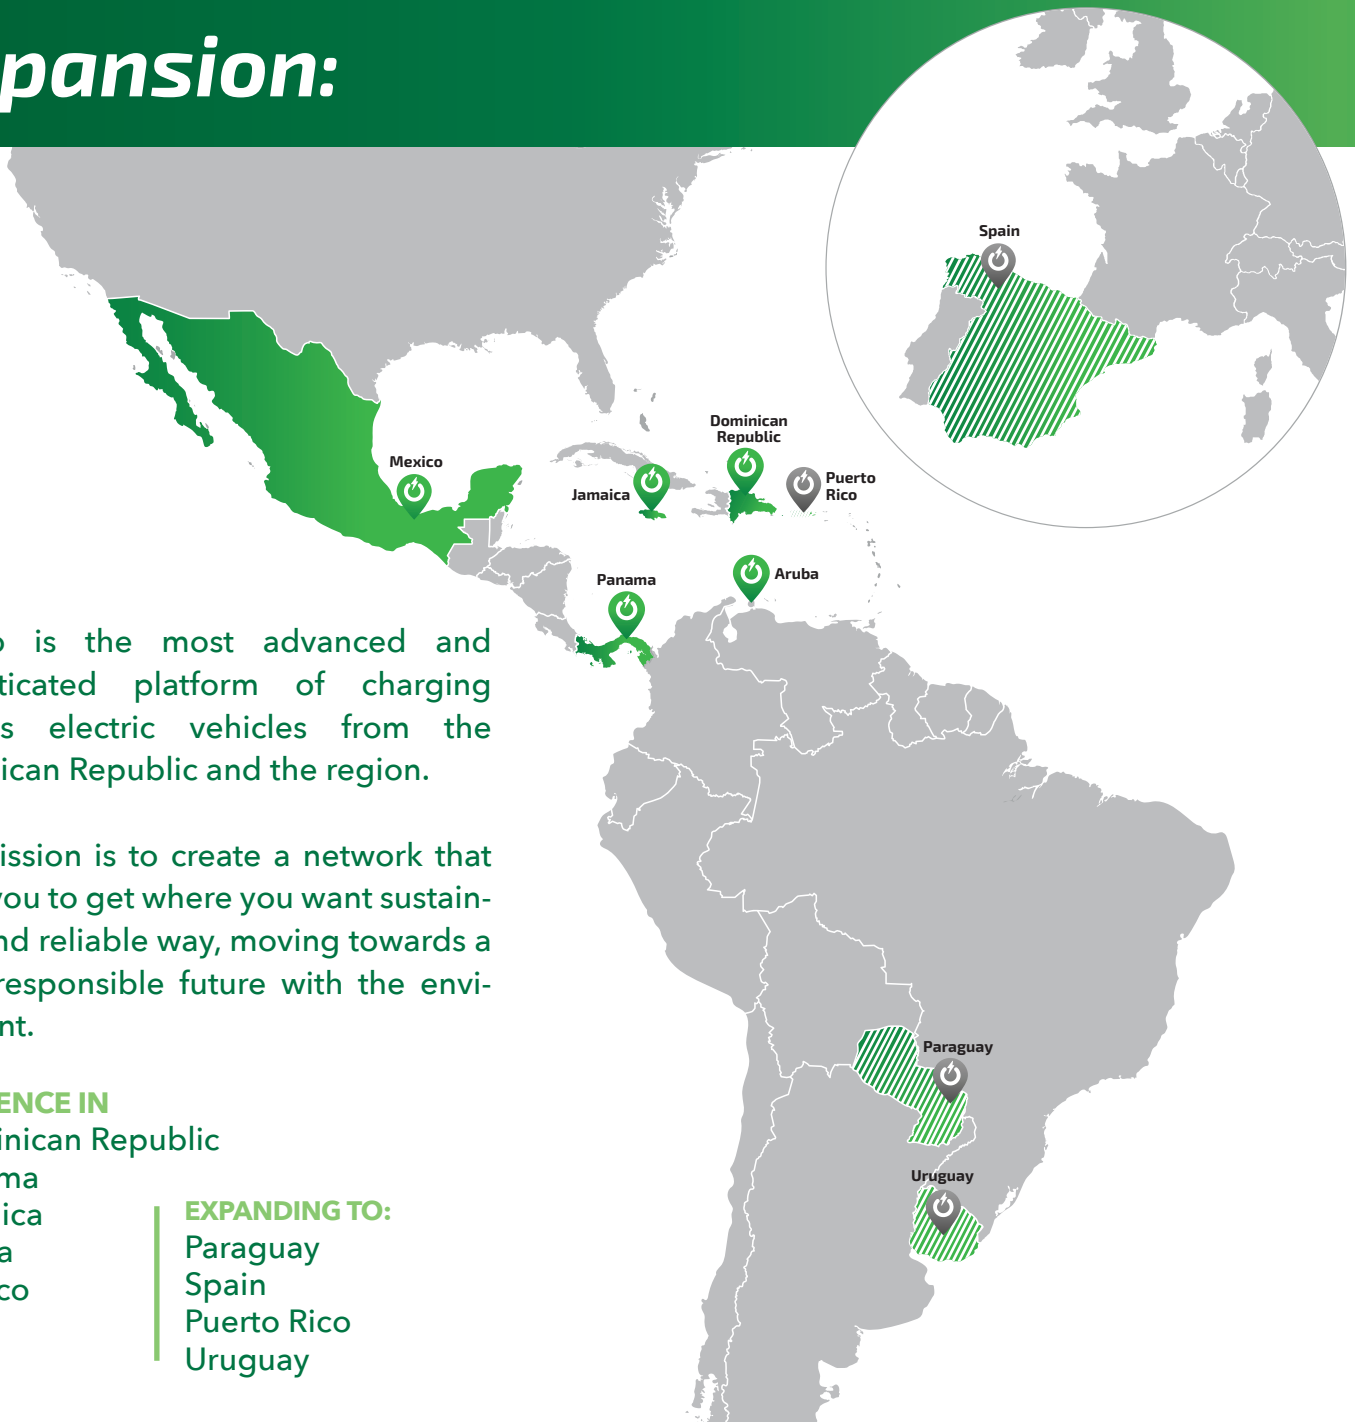 pansion:
Spain
Dominican
Republic
Mexico
Jamaica
Puerto
Rico
Aruba
Panama
is the most advanced and
ticated platform of charging
s electric vehicles from the
ican Republic and the region.
ission is to create a network that
you to get where you want sustain-
nd reliable way, moving towards a
responsible future with the envi-
nt.
Paraguay
Uruguay
ENCE IN
inican Republic
ma
ica
a
co
EXPANDING TO:
Paraguay
Spain
Puerto Rico
Uruguay